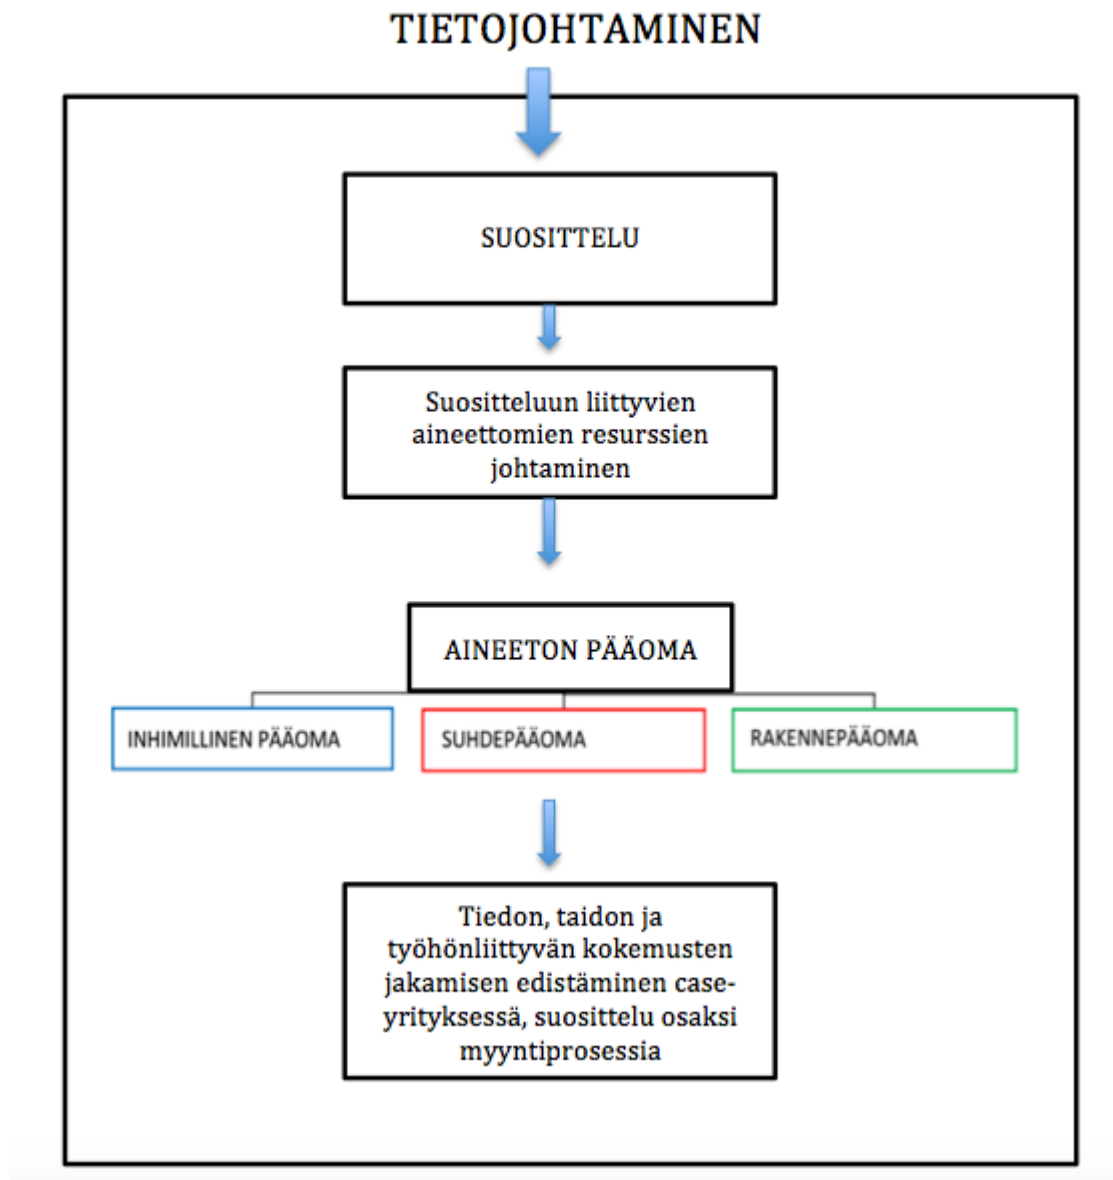 TIETOJOHTAMINEN
SUOSITTELU
Suositteluun liittyvien
aineettomien resurssien
johtaminen
AINEETON PÄÄOMA
INHIMILLINEN PÄÄOMA
SUHDEPÄÄOMA
RAKENNEPÄÄOMA
Tiedon, taidon ja
työhönliittyvän kokemusten
jakamisen edistäminen case-
yrityksessä, suosittelu osaksi
myyntiprosessia